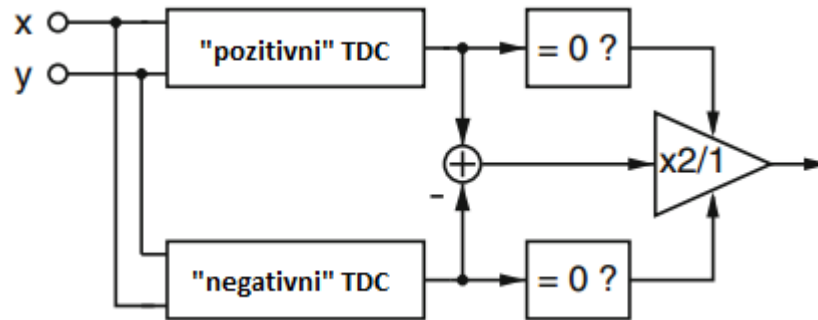 x
"pozitivni" TDC
= 0 ?
y
+
x2/1
-
"negativni" TDC
= 0 ?